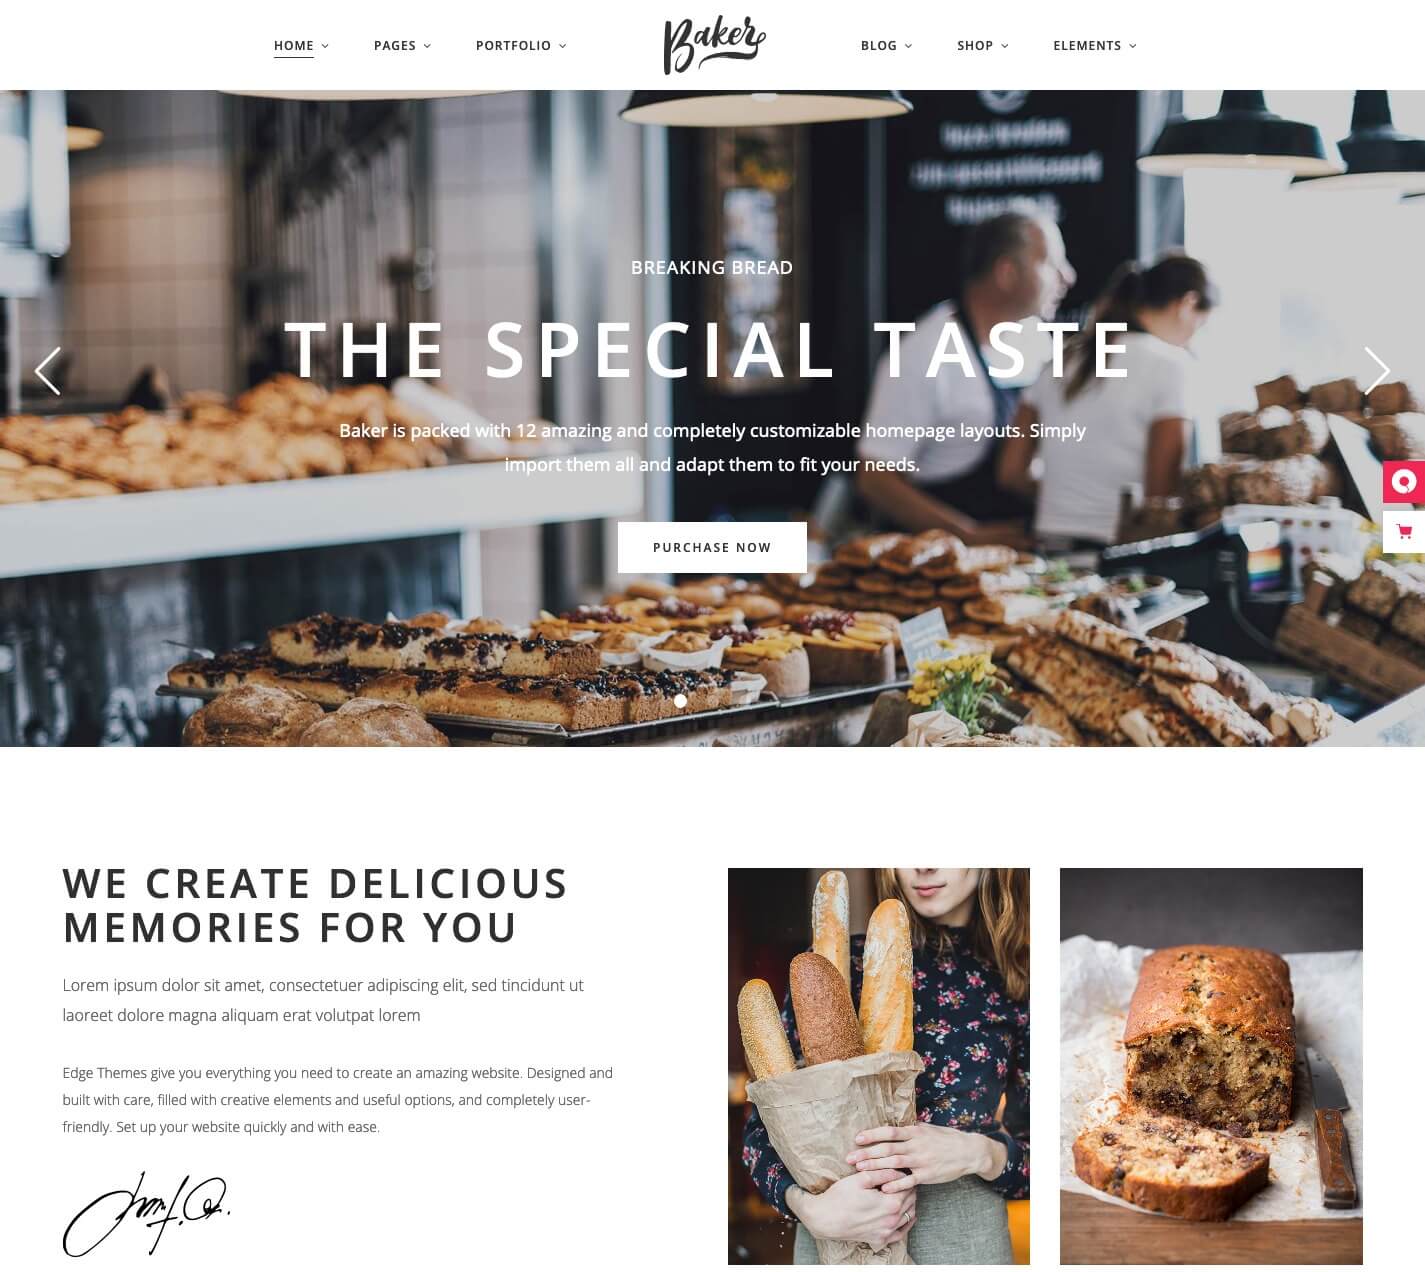 HOME
PAGES
PORTFOLIO
Baker
BLOG
SHOP
ELEMENTS
BREAKING BREAD
THE SPECIAL TASTE
Baker is packed with 12 amazing and completely customizable homepage layouts. Simply
import them all and adapt them to fit your needs.
PURCHASE NOW
WE CREATE DELICIOUS
MEMORIES FOR YOU
Lorem ipsum dolor sit amet, consectetuer adipiscing elit, sed tincidunt ut
laoreet dolore magna aliquam erat volutpat lorem
Edge Themes give you everything you need to create an amazing website. Designed and
built with care, filled with creative elements and useful options, and completely user-
friendly. Set up your website quickly and with ease.